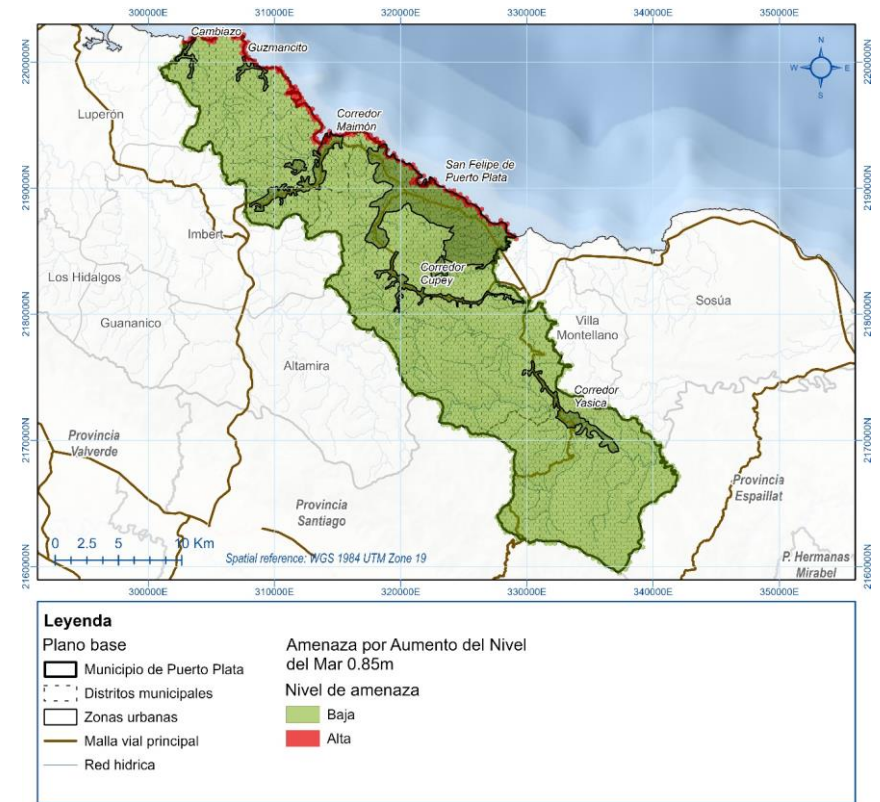 300000E 310000E 320000E 330000E 340000E 350000E
Cambiazo
Guzmancito
N
W E
S
2200000N 2200000N
Luperón
Corredor
Maimón
San Felipe de
Puerto Plata
2190000N 2190000N
Imbert
Los Hidalgos
Corredor
Cupey
Sosúa
Guananico
Villa
Montellano
2180000N 2180000N
Altamira
Corredor
Yasica
Provincia
Valverde
2170000N 2170000N
Provincia
Espaillat
Provincia
Santiago
0 2.5 5 10 Km
Spatial reference: WGS 1984 UTM Zone 19
P. Hermanas
Mirabel
2160000N 2160000N
300000E 310000E 320000E 330000E 340000E 350000E
Leyenda
Plano base
Municipio de Puerto Plata
Distritos municipales
Zonas urbanas
Malla vial principal
Red hidrica
Amenaza por Aumento del Nivel
del Mar 0.85m
Nivel de amenaza
Baja
Alta